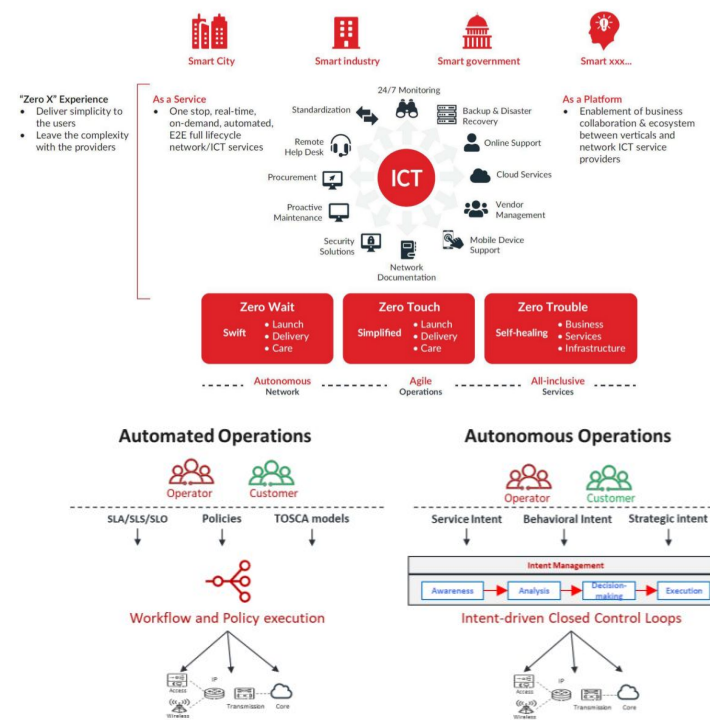 Smart City
Smart industry
Smart government
Smart xxx...
"Zero X" Experience
• Deliver simplicity to
the users
• Leave the complexity
with the providers
As a Service
• One stop, real-time,
on-demand, automated,
E2E full lifecycle
network/ICT services
24/7 Monitoring
Standardization
Backup & Disaster
Recovery
Remote
Help Desk
Online Support
Procurement
ICT
Cloud Services
Proactive
Maintenance
Vendor
Management
Security
Solutions
Mobile Device
Support
Network
Documentation
As a Platform
• Enablement of business
collaboration & ecosystem
between verticals and
network ICT service
providers
Zero Wait
Swift
• Launch
• Delivery
• Care
Zero Touch
Simplified
• Launch
• Delivery
• Care
Zero Trouble
Self-healing
• Business
• Services
• Infrastructure
Autonomous
Network
Agile
Operations
All-inclusive
Services
Automated Operations
Operator
Customer
SLA/SLS/SLO
Policies
TOSCA models
Workflow and Policy execution
Access
IP
Wireless
Transmission
Core
Autonomous Operations
Operator
Customer
Service Intent
Behavioral Intent
Strategic intent
Intent Management
Awareness
Analysis
Decision-
making
Execution
Intent-driven Closed Control Loops
Access
IP
Wireless
Transmission
Core